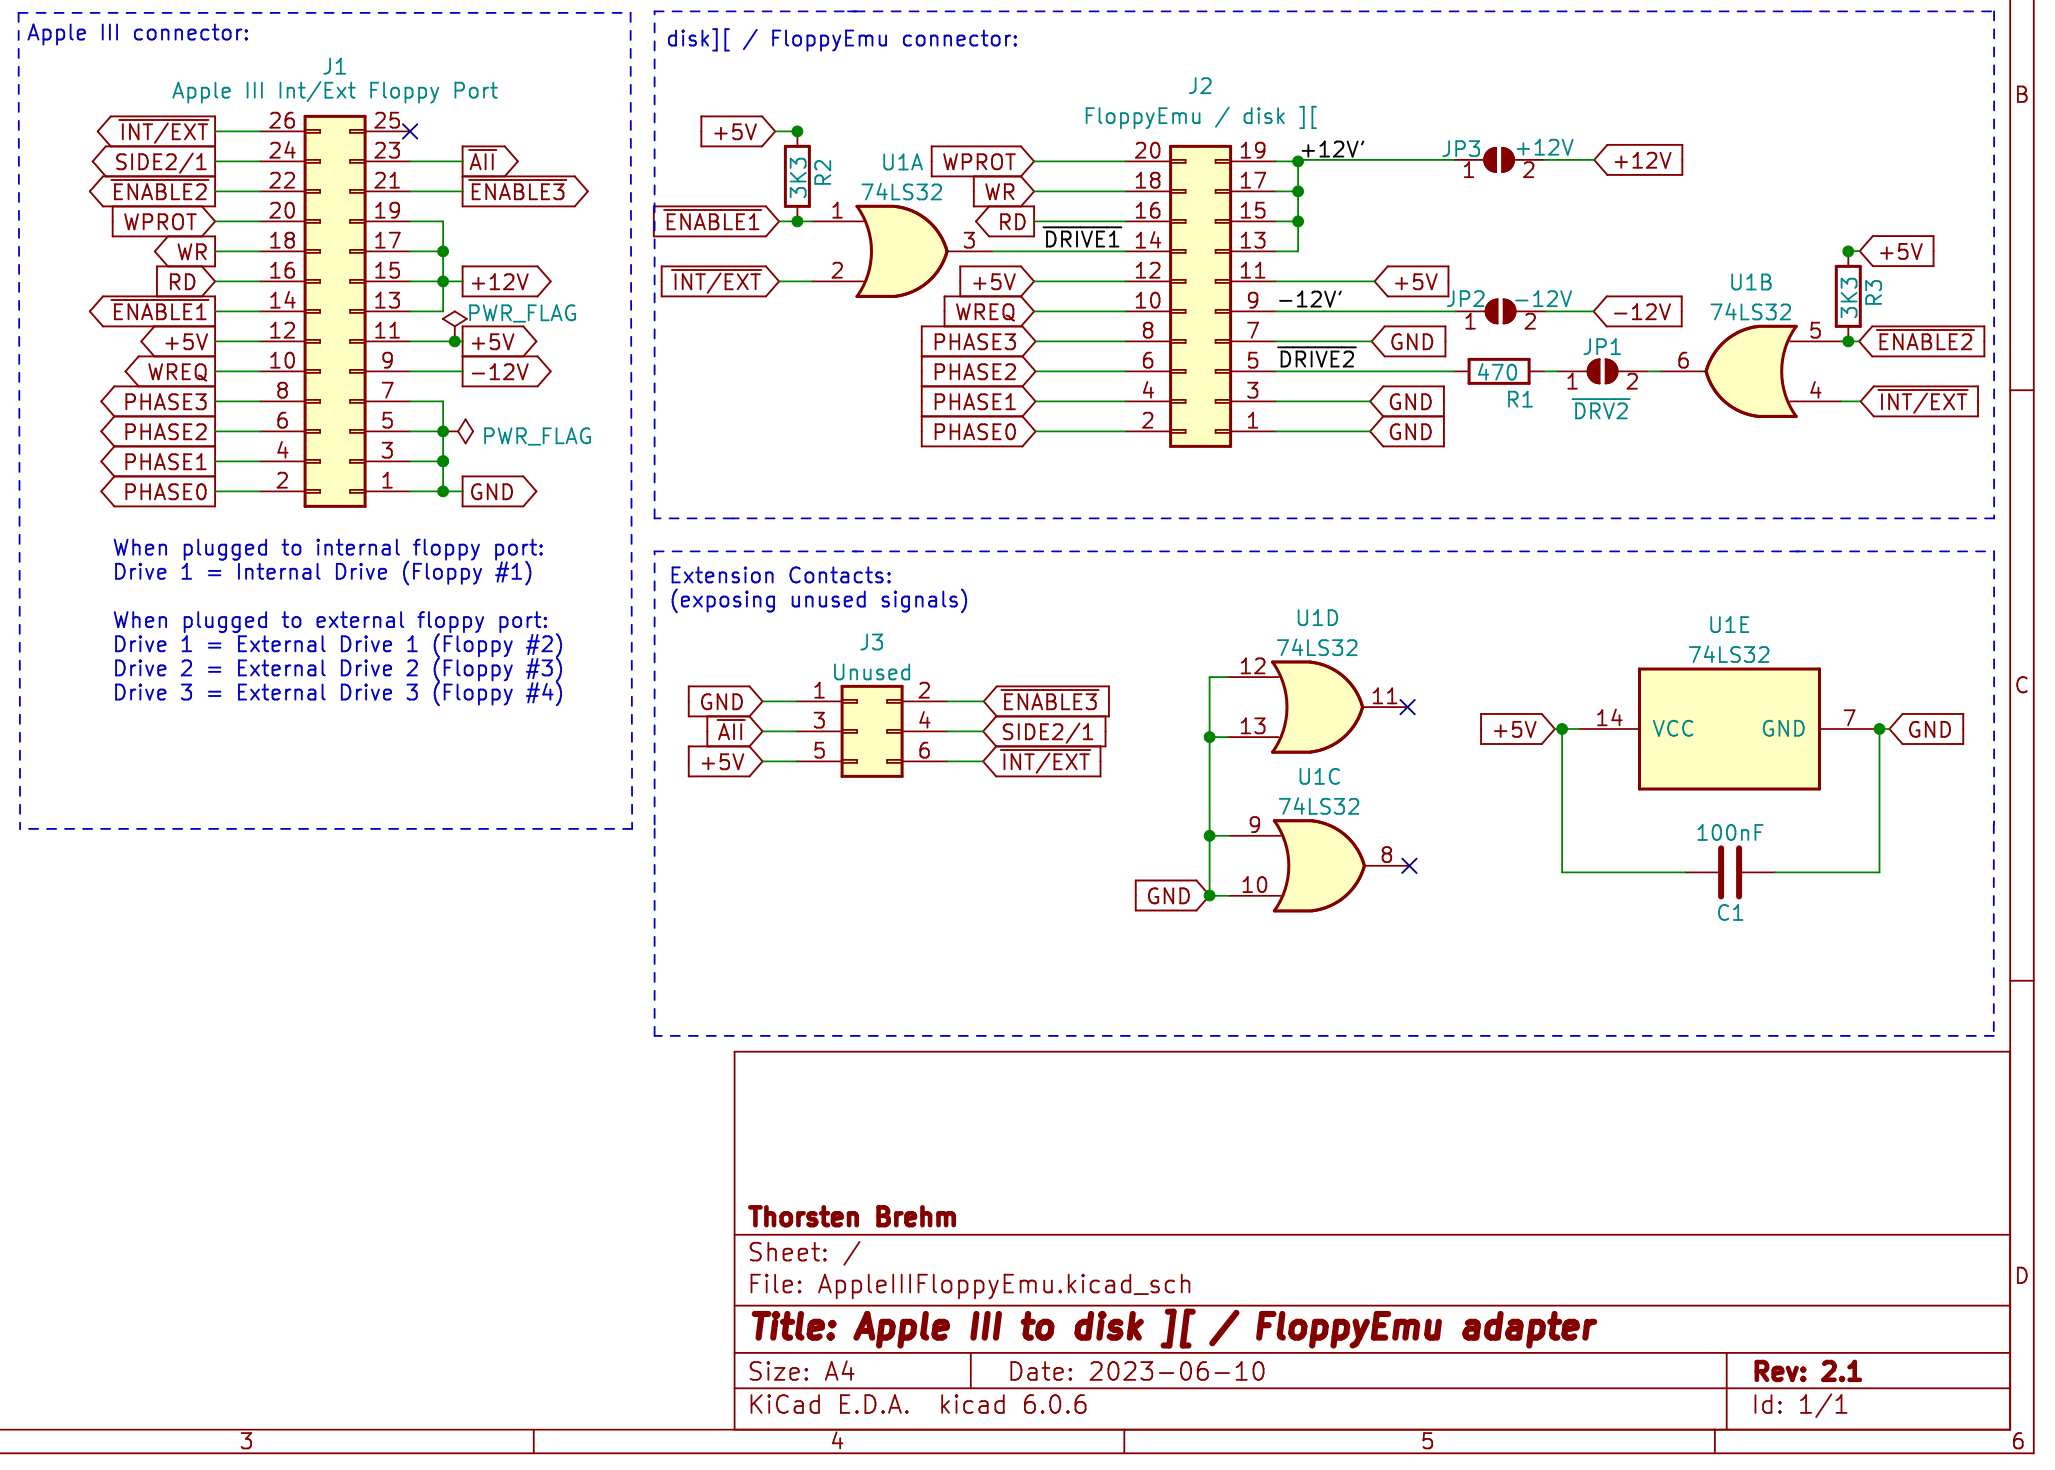 Apple III connector:
J1
Apple III Int/Ext Floppy Port
INT/EXT 26 25
SIDE2/1 24 23 AII
ENABLE2 22 21 ENABLE3
WPROT 20 19
WR 18 17
RD 16 15 +12V
ENABLE1 14 13 PWR_FLAG
+5V 12 11 +5V
WREQ 10 9 -12V
PHASE3 8 7
PHASE2 6 5 PWR_FLAG
PHASE1 4 3
PHASE0 2 1 GND
When plugged to internal floppy port:
Drive 1 = Internal Drive (Floppy #1)
When plugged to external floppy port:
Drive 1 = External Drive 1 (Floppy #2)
Drive 2 = External Drive 2 (Floppy #3)
Drive 3 = External Drive 3 (Floppy #4)
disk][ / FloppyEmu connector:
+5V
3K3
R2
ENABLE1
INT/EXT
U1A
74LS32
1
2
3
DRIVE1
J2
FloppyEmu / disk ][
WPROT 20 19 +12V'
WR 18 17
RD 16 15
14 13
+5V 12 11 +5V
WREQ 10 9 -12V'
PHASE3 8 7 GND
PHASE2 6 5 DRIVE2
PHASE1 4 3 GND
PHASE0 2 1 GND
JP3 +12V
1 2
+12V
JP2 -12V
1 2
-12V
470
R1
JP1
1 2
DRV2
U1B
74LS32
6
5
4
+5V
3K3
R3
ENABLE2
INT/EXT
Extension Contacts:
(exposing unused signals)
J3
Unused
GND 1 2 ENABLE3
AII 3 4 SIDE2/1
+5V 5 6 INT/EXT
U1D
74LS32
12
13
11
U1C
74LS32
9
10
8
GND
U1E
74LS32
+5V 14 VCC GND 7 GND
100nF
C1
Thorsten Brehm
Sheet: /
File: AppleIIIFloppyEmu.kicad_sch
Title: Apple III to disk ][ / FloppyEmu adapter
Size: A4 Date: 2023-06-10 Rev: 2.1
KiCad E.D.A. kicad 6.0.6 Id: 1/1
B
C
D
3 4 5 6